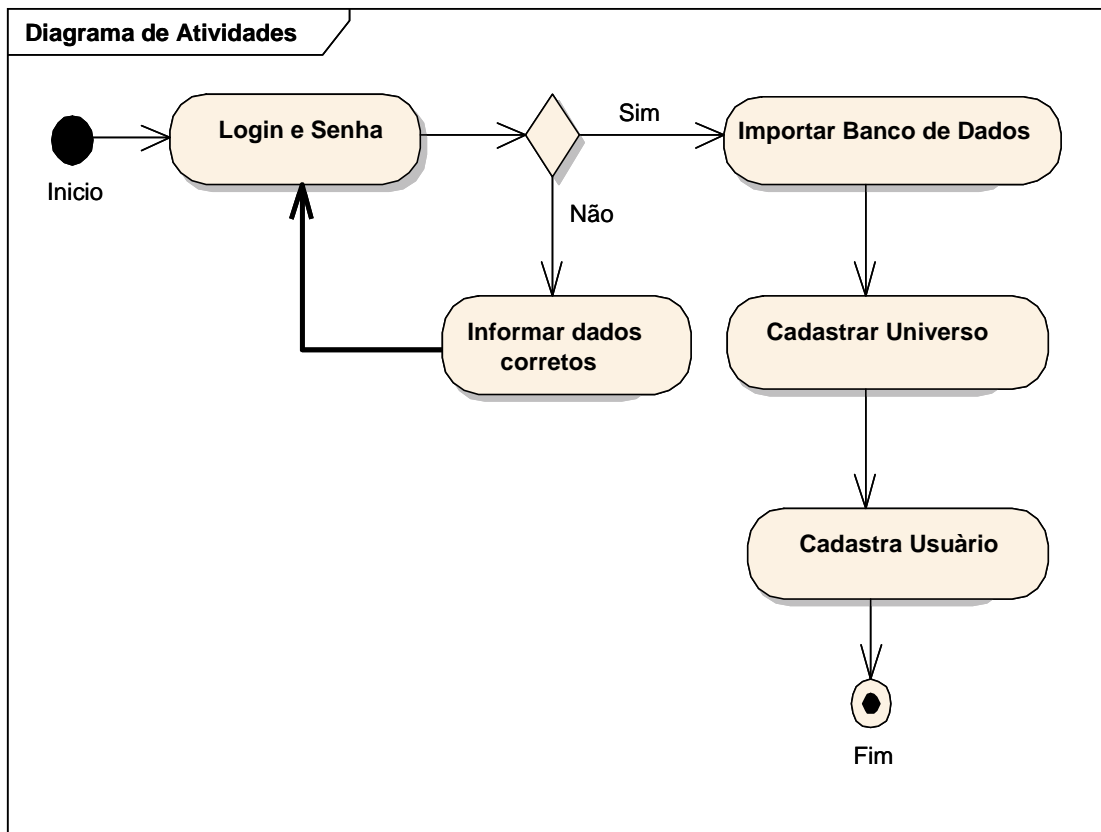 Diagrama de Atividades
Login e Senha
Sim
Importar Banco de Dados
Inicio
Não
Informar dados
corretos
Cadastrar Universo
Cadastra Usuàrio
Fim